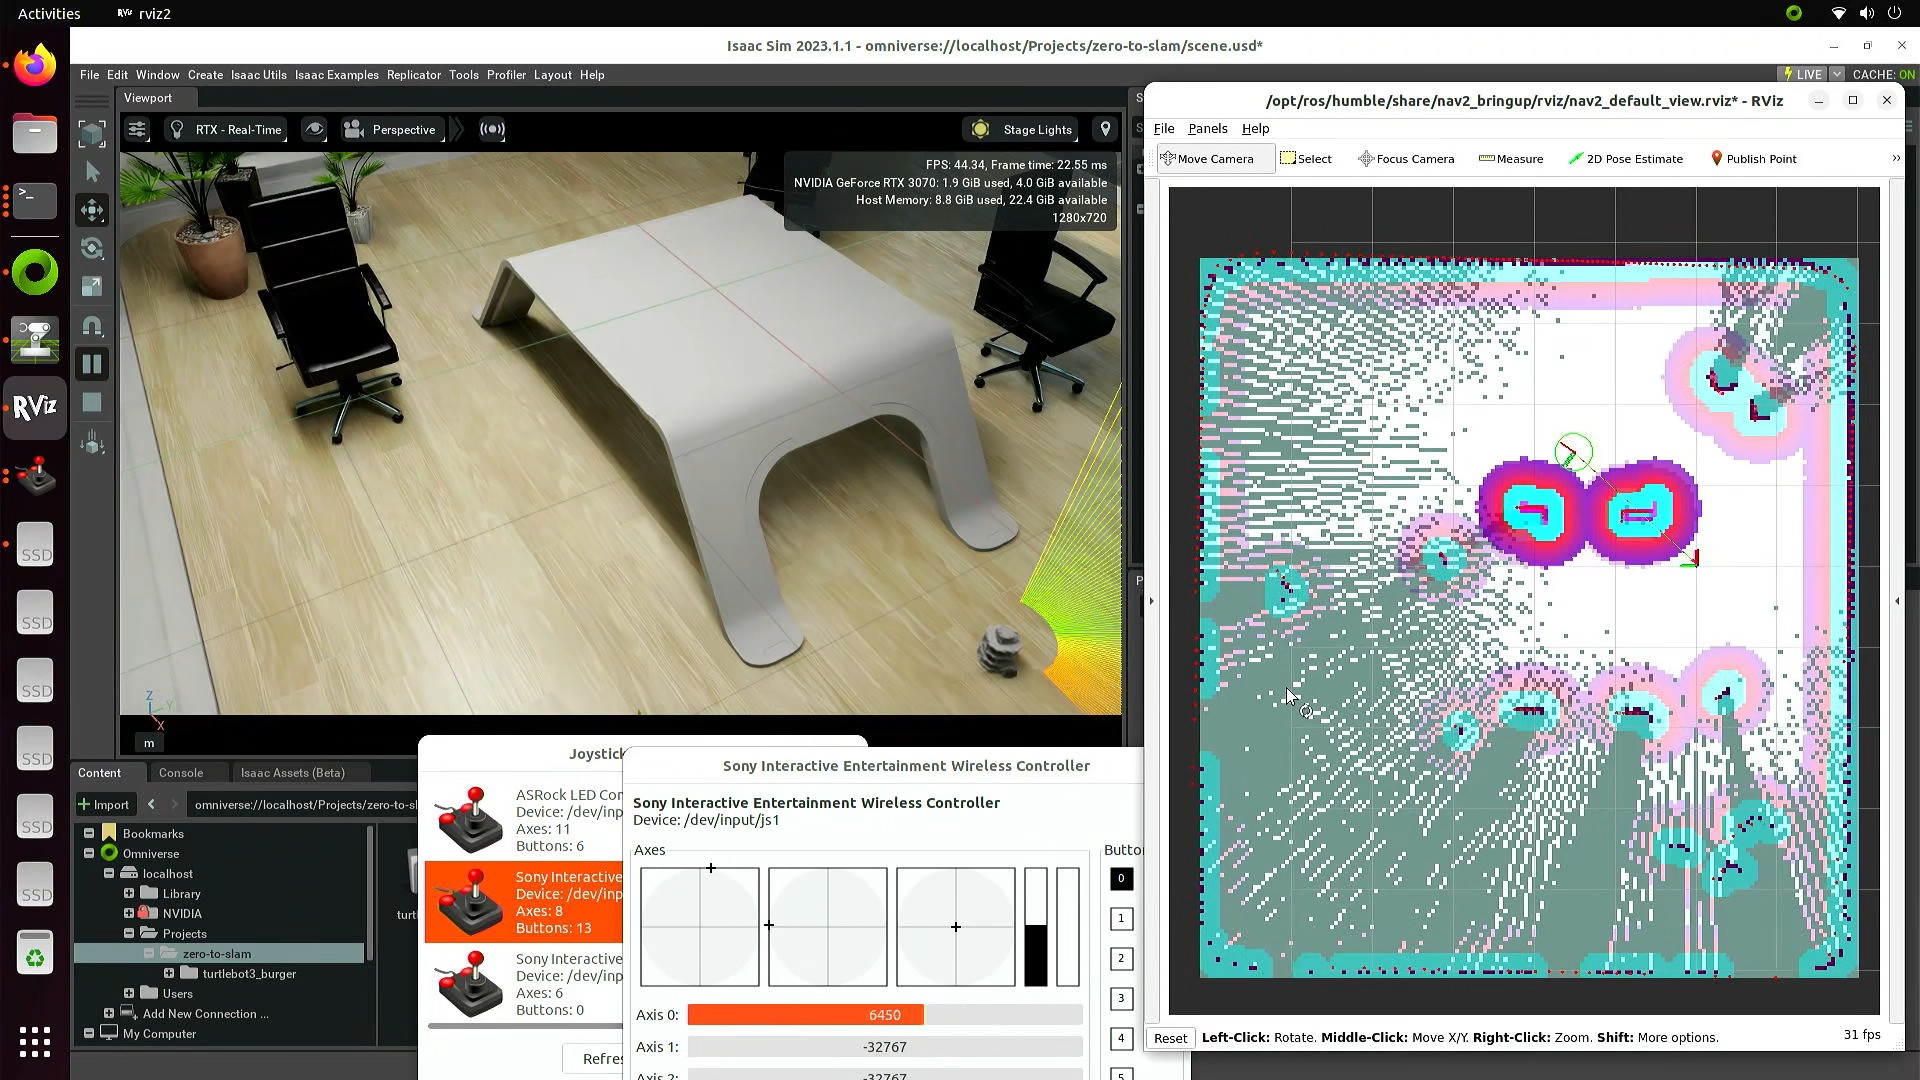 Activities
RViz rviz2
Isaac Sim 2023.1.1 - omniverse://localhost/Projects/zero-to-slam/scene.usd*
File Edit Window Create Isaac Utils Isaac Examples Replicator Tools Profiler Layout Help
LIVE
CACHE: ON
Viewport
RTX - Real-Time
Perspective
Stage Lights
FPS: 44.34, Frame time: 22.55 ms
NVIDIA GeForce RTX 3070: 1.9 GiB used, 4.0 GiB available
Host Memory: 8.8 GiB used, 22.4 GiB available
1280x720
Z
Y
X
m
/opt/ros/humble/share/nav2_bringup/rviz/nav2_default_view.rviz* - RViz
File Panels Help
Move Camera
Select
Focus Camera
Measure
2D Pose Estimate
Publish Point
»
Reset
Left-Click: Rotate. Middle-Click: Move X/Y. Right-Click: Zoom. Shift: More options.
31 fps
RViz
SSD
SSD
SSD
SSD
SSD
SSD
Content
Console
Isaac Assets (Beta)
Import
omniverse://localhost/Projects/zero-to-sl
Bookmarks
Omniverse
localhost
Library
NVIDIA
Projects
zero-to-slam
turtlebot3_burger
Users
Add New Connection ...
My Computer
turtl
Joystick
ASRock LED Con
Device: /dev/inp
Axes: 11
Buttons: 6
Sony Interactive
Device: /dev/inp
Axes: 8
Buttons: 13
Sony Interactive
Device: /dev/inp
Axes: 6
Buttons: 0
Refres
Sony Interactive Entertainment Wireless Controller
Sony Interactive Entertainment Wireless Controller
Device: /dev/input/js1
Axes
Button
0
1
2
3
4
5
Axis 0:
6450
Axis 1:
-32767
Axis 2:
-32767